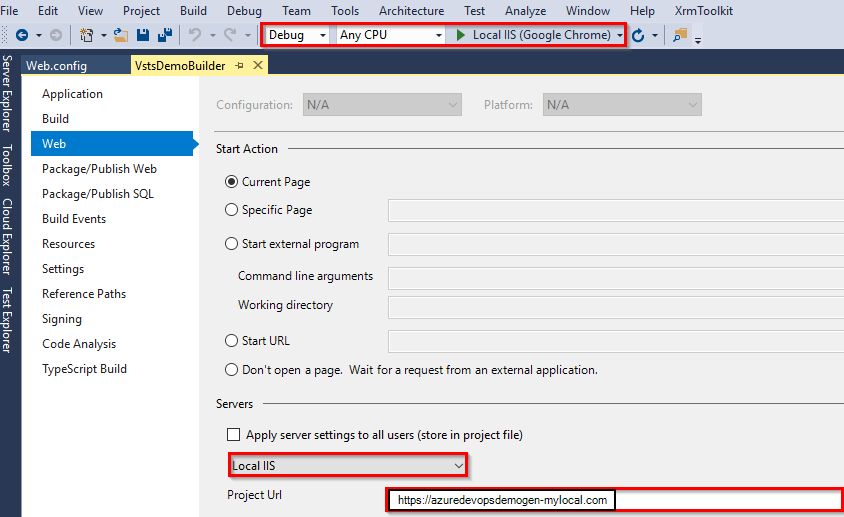 File Edit View Project Build Debug Team Tools Architecture Test Analyze Window Help XrmToolkit
Debug Any CPU Local IIS (Google Chrome)
Server Explorer
Toolbox
Cloud Explorer
Test Explorer
Web.config VstsDemoBuilder
Application
Build
Web
Package/Publish Web
Package/Publish SQL
Build Events
Resources
Settings
Reference Paths
Signing
Code Analysis
TypeScript Build
Configuration: N/A Platform: N/A
Start Action
Current Page
Specific Page
Start external program
Command line arguments
Working directory
Start URL
Don't open a page. Wait for a request from an external application.
Servers
Apply server settings to all users (store in project file)
Local IIS
Project Url https://azuredevopsdemogen-mylocal.com